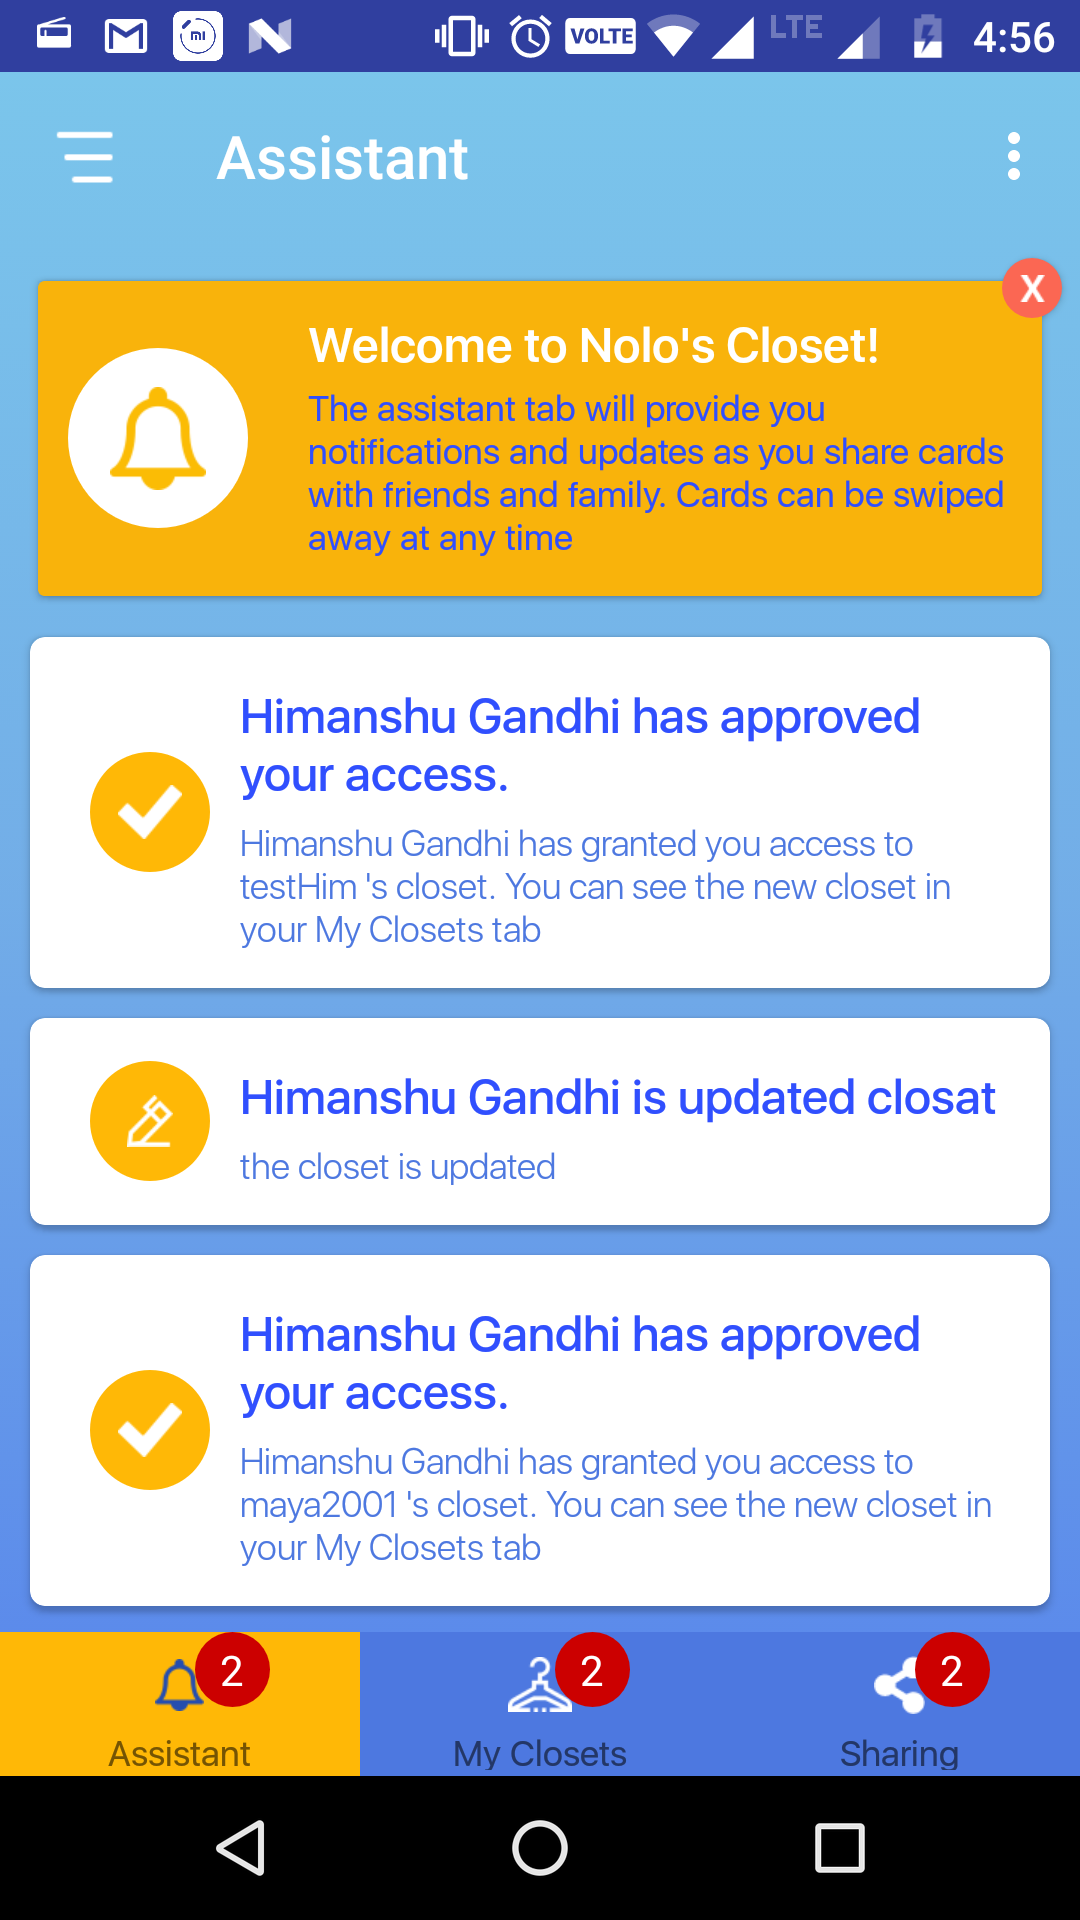 mi VOLTE LTE 4:56
Assistant
X
Welcome to Nolo's Closet!
The assistant tab will provide you
notifications and updates as you share cards
with friends and family. Cards can be swiped
away at any time
Himanshu Gandhi has approved
your access.
Himanshu Gandhi has granted you access to
testHim 's closet. You can see the new closet in
your My Closets tab
Himanshu Gandhi is updated closat
the closet is updated
Himanshu Gandhi has approved
your access.
Himanshu Gandhi has granted you access to
maya2001 's closet. You can see the new closet in
your My Closets tab
2 2 2
Assistant My Closets Sharing